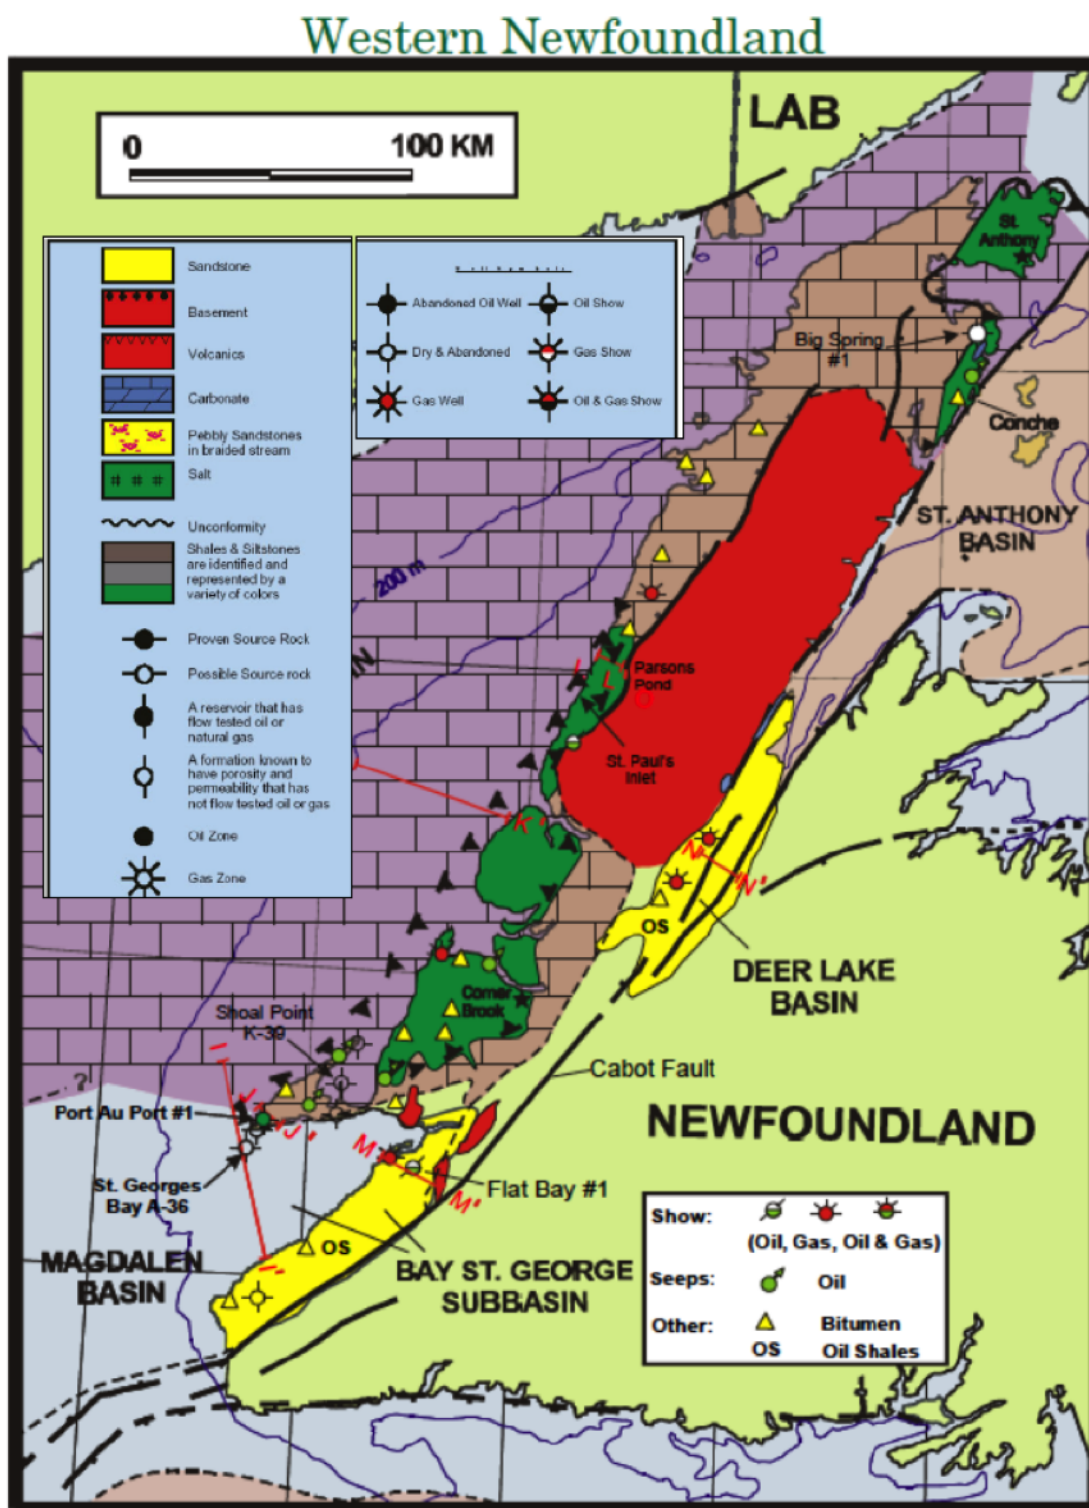 Western Newfoundland
0 100 KM
LAB
Sandstone
Basement
Volcanics
Carbonate
Pebbly Sandstones
in braided stream
Salt
Unconformity
Shales & Siltstones
are identified and
represented by a
variety of colors
Proven Source Rock
Possible Source rock
A reservoir that has
flow tested oil or
natural gas
A formation known to
have porosity and
permeability that has
not flow tested oil or gas
Oil Zone
Gas Zone
Abandoned Oil Well
Oil Show
Dry & Abandoned
Gas Show
Gas Well
Oil & Gas Show
St.
Anthony
Big Spring
#1
Conche
ST. ANTHONY
BASIN
200 m
IN
L
Parsons
Pond
St. Paul's
Inlet
K'
N
N'
OS
DEER LAKE
BASIN
Corner
Brook
Shoal Point
K-39
Cabot Fault
?
I
J
J'
Port Au Port #1
NEWFOUNDLAND
M
M'
St. Georges
Bay A-36
Flat Bay #1
OS
I'
MAGDALEN
BASIN
BAY ST. GEORGE
SUBBASIN
Show:
(Oil, Gas, Oil & Gas)
Seeps: Oil
Other: Bitumen
OS Oil Shales